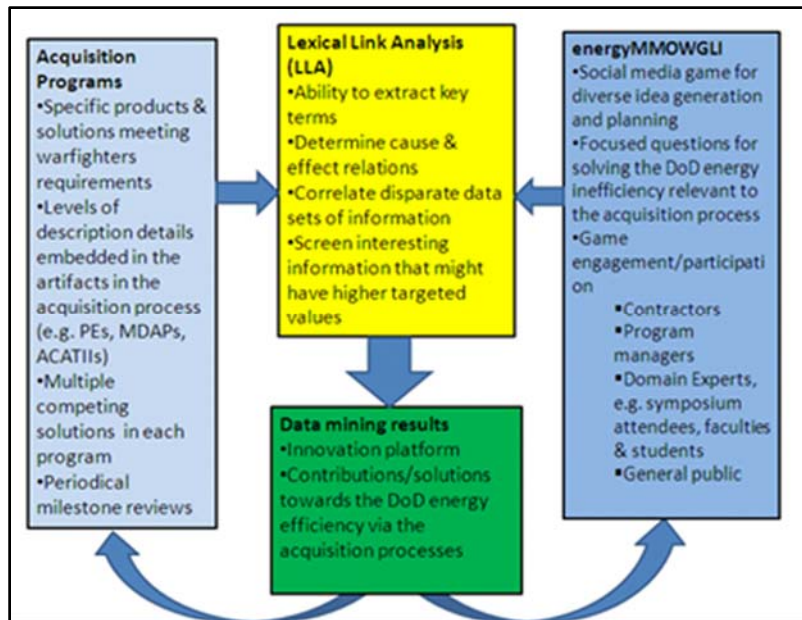 Acquisition
Programs
•Specific products &
solutions meeting
warfighters
requirements
•Levels of
description details
embedded in the
artifacts in the
acquisition process
(e.g. PEs, MDAPs,
ACATIIs)
•Multiple
competing
solutions in each
program
•Periodical
milestone reviews
Lexical Link Analysis
(LLA)
•Ability to extract key
terms
•Determine cause &
effect relations
•Correlate disparate data
sets of information
•Screen interesting
information that might
have higher targeted
values
energyMMOWGLI
•Social media game for
diverse idea generation
and planning
•Focused questions for
solving the DoD energy
inefficiency relevant to
the acquisition process
•Game
engagement/participati
on
▪Contractors
▪Program
managers
▪Domain Experts,
e.g. symposium
attendees, faculties
& students
▪General public
Data mining results
•Innovation platform
•Contributions/solutions
towards the DoD energy
efficiency via the
acquisition processes